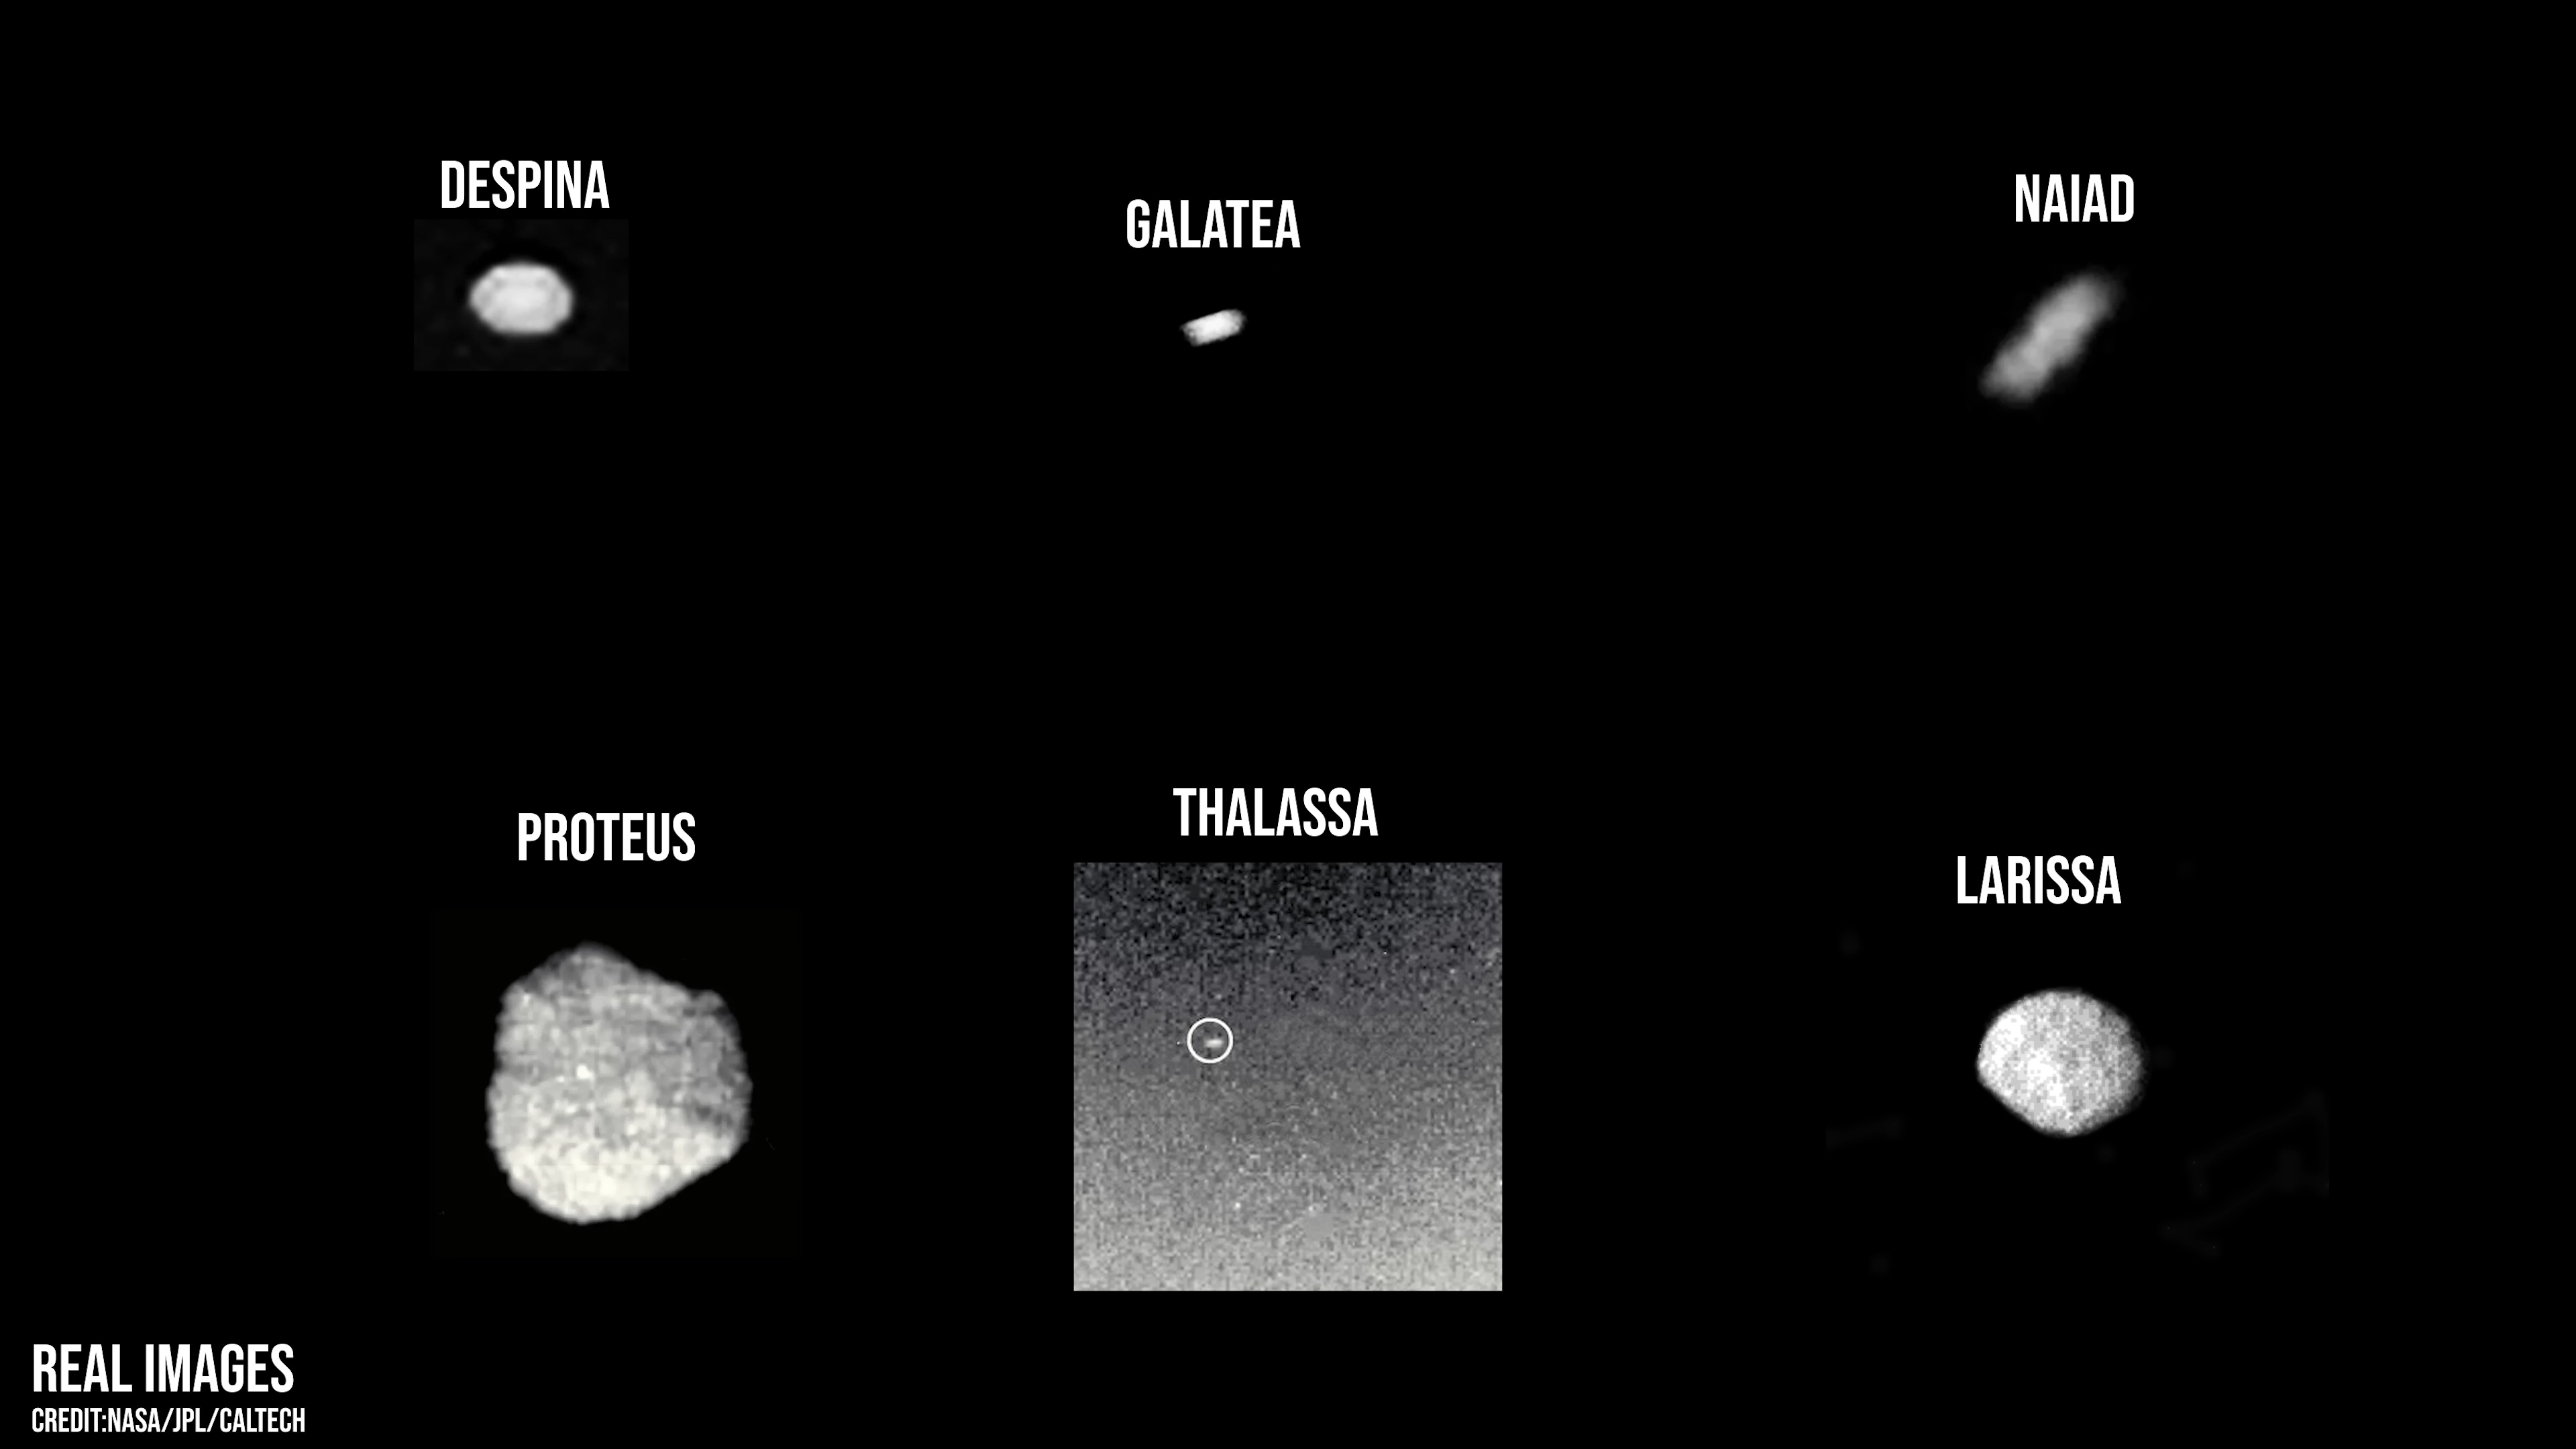 DESPINA
GALATEA
NAIAD
PROTEUS
THALASSA
LARISSA
REAL IMAGES
CREDIT:NASA/JPL/CALTECH